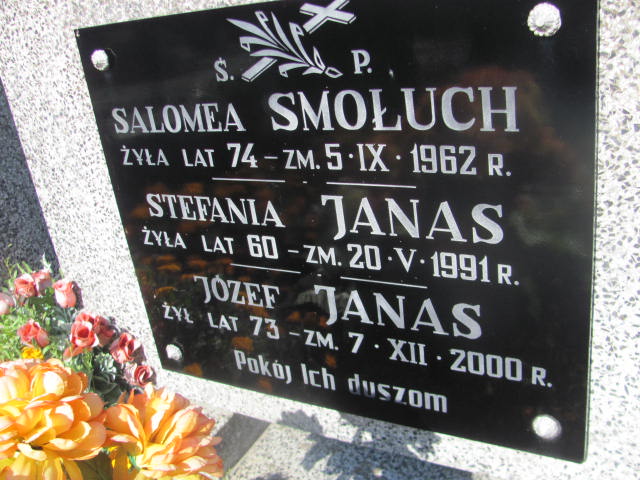 Ś. P.
SALOMEA SMOŁUCH
ŻYŁA LAT 74 - ZM. 5·IX·1962 R.
STEFANIA JANAS
ŻYŁA LAT 60 - ZM. 20·V·1991 R.
JÓZEF JANAS
ŻYŁ LAT 73 - ZM. 7·XII·2000 R.
Pokój Ich duszom